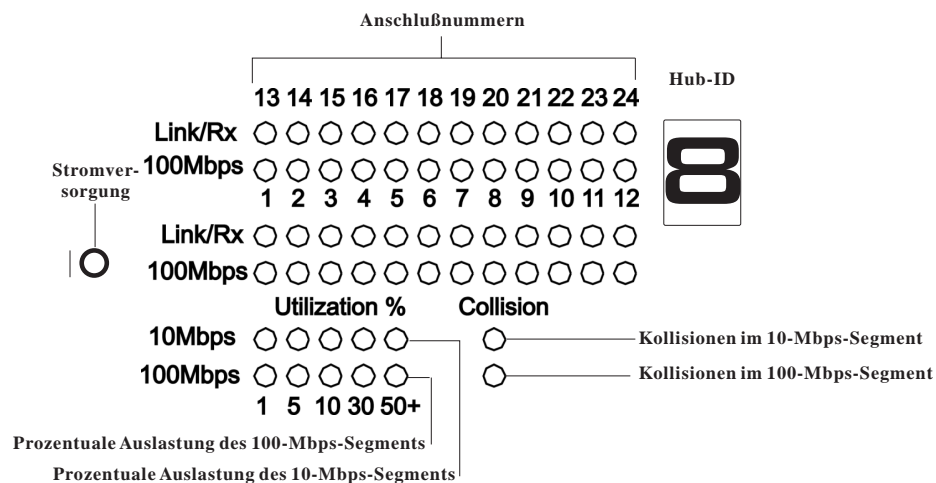 Anschlußnummern
Hub-ID
13 14 15 16 17 18 19 20 21 22 23 24
Link/Rx
8
Stromver-
sorgung
100Mbps
1 2 3 4 5 6 7 8 9 10 11 12
Link/Rx
100Mbps
Utilization % Collision
10Mbps
Kollisionen im 10-Mbps-Segment
100Mbps
Kollisionen im 100-Mbps-Segment
1 5 10 30 50+
Prozentuale Auslastung des 100-Mbps-Segments
Prozentuale Auslastung des 10-Mbps-Segments